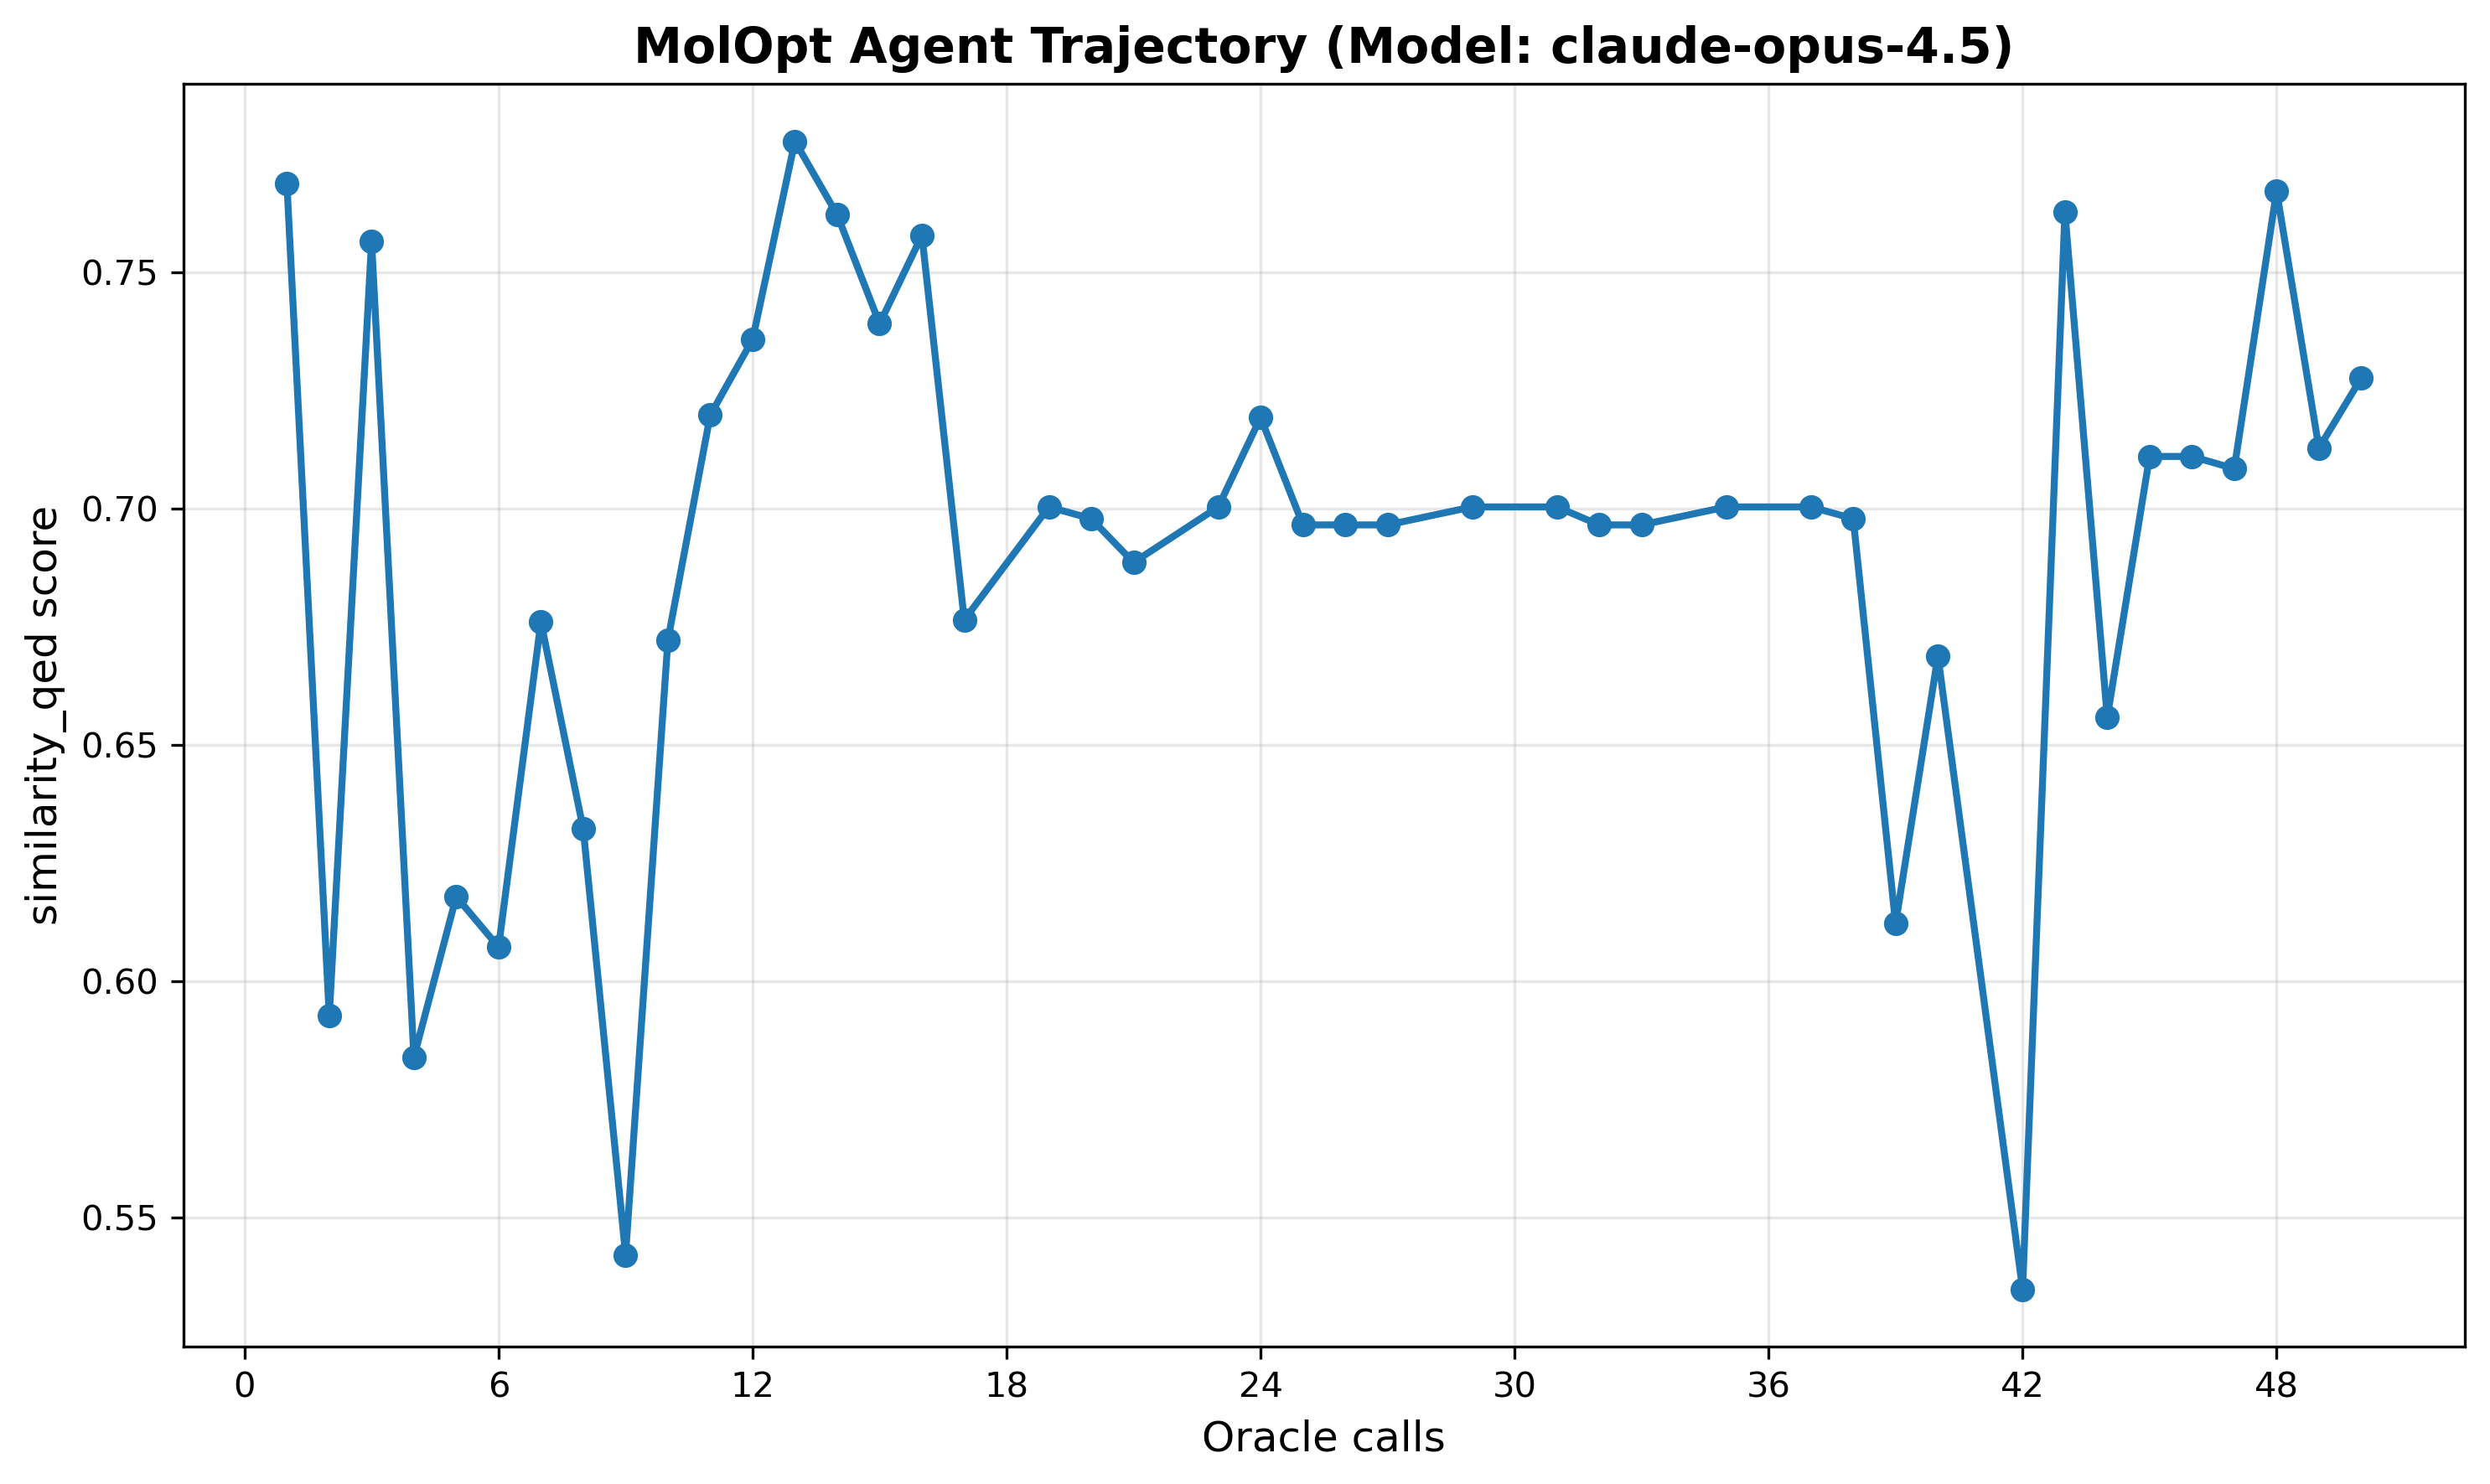 MolOpt Agent Trajectory (Model: claude-opus-4.5)
similarity_qed score
0.75
0.70
0.65
0.60
0.55
0 6 12 18 24 30 36 42 48
Oracle calls